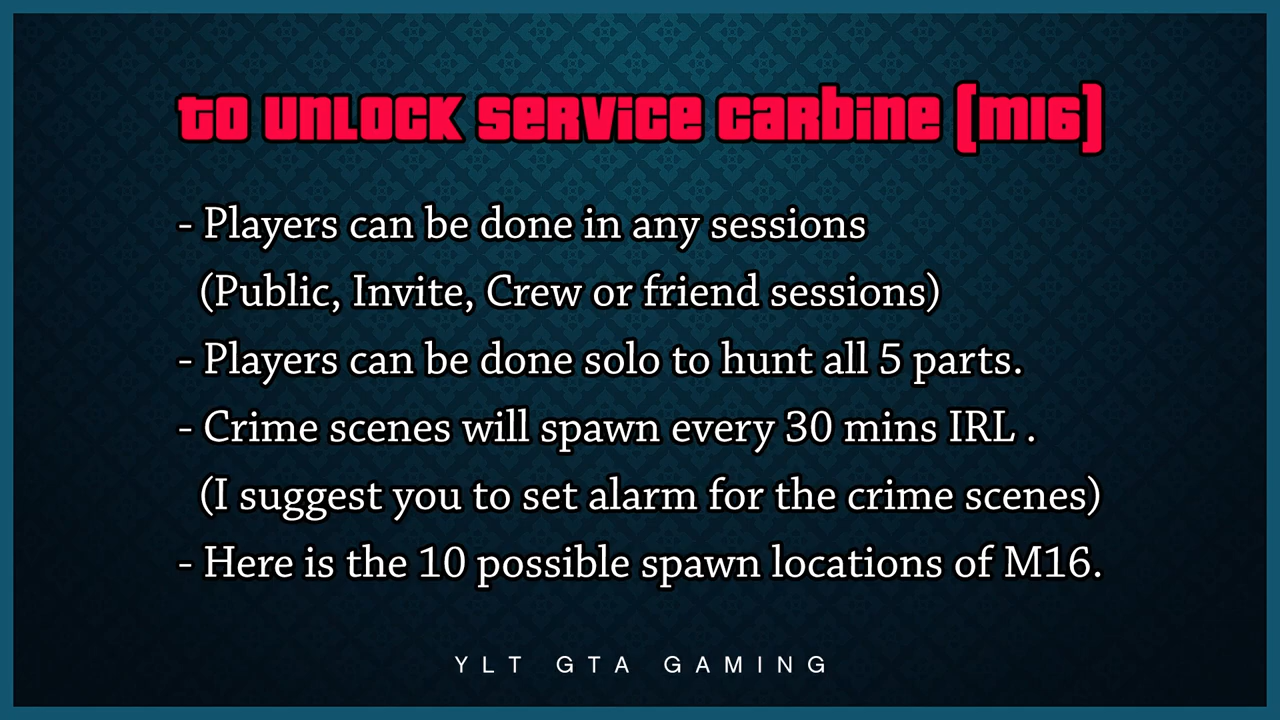 to unlock service carbine (m16)
- Players can be done in any sessions
(Public, Invite, Crew or friend sessions)
- Players can be done solo to hunt all 5 parts.
- Crime scenes will spawn every 30 mins IRL .
(I suggest you to set alarm for the crime scenes)
- Here is the 10 possible spawn locations of M16.
YLT GTA GAMING